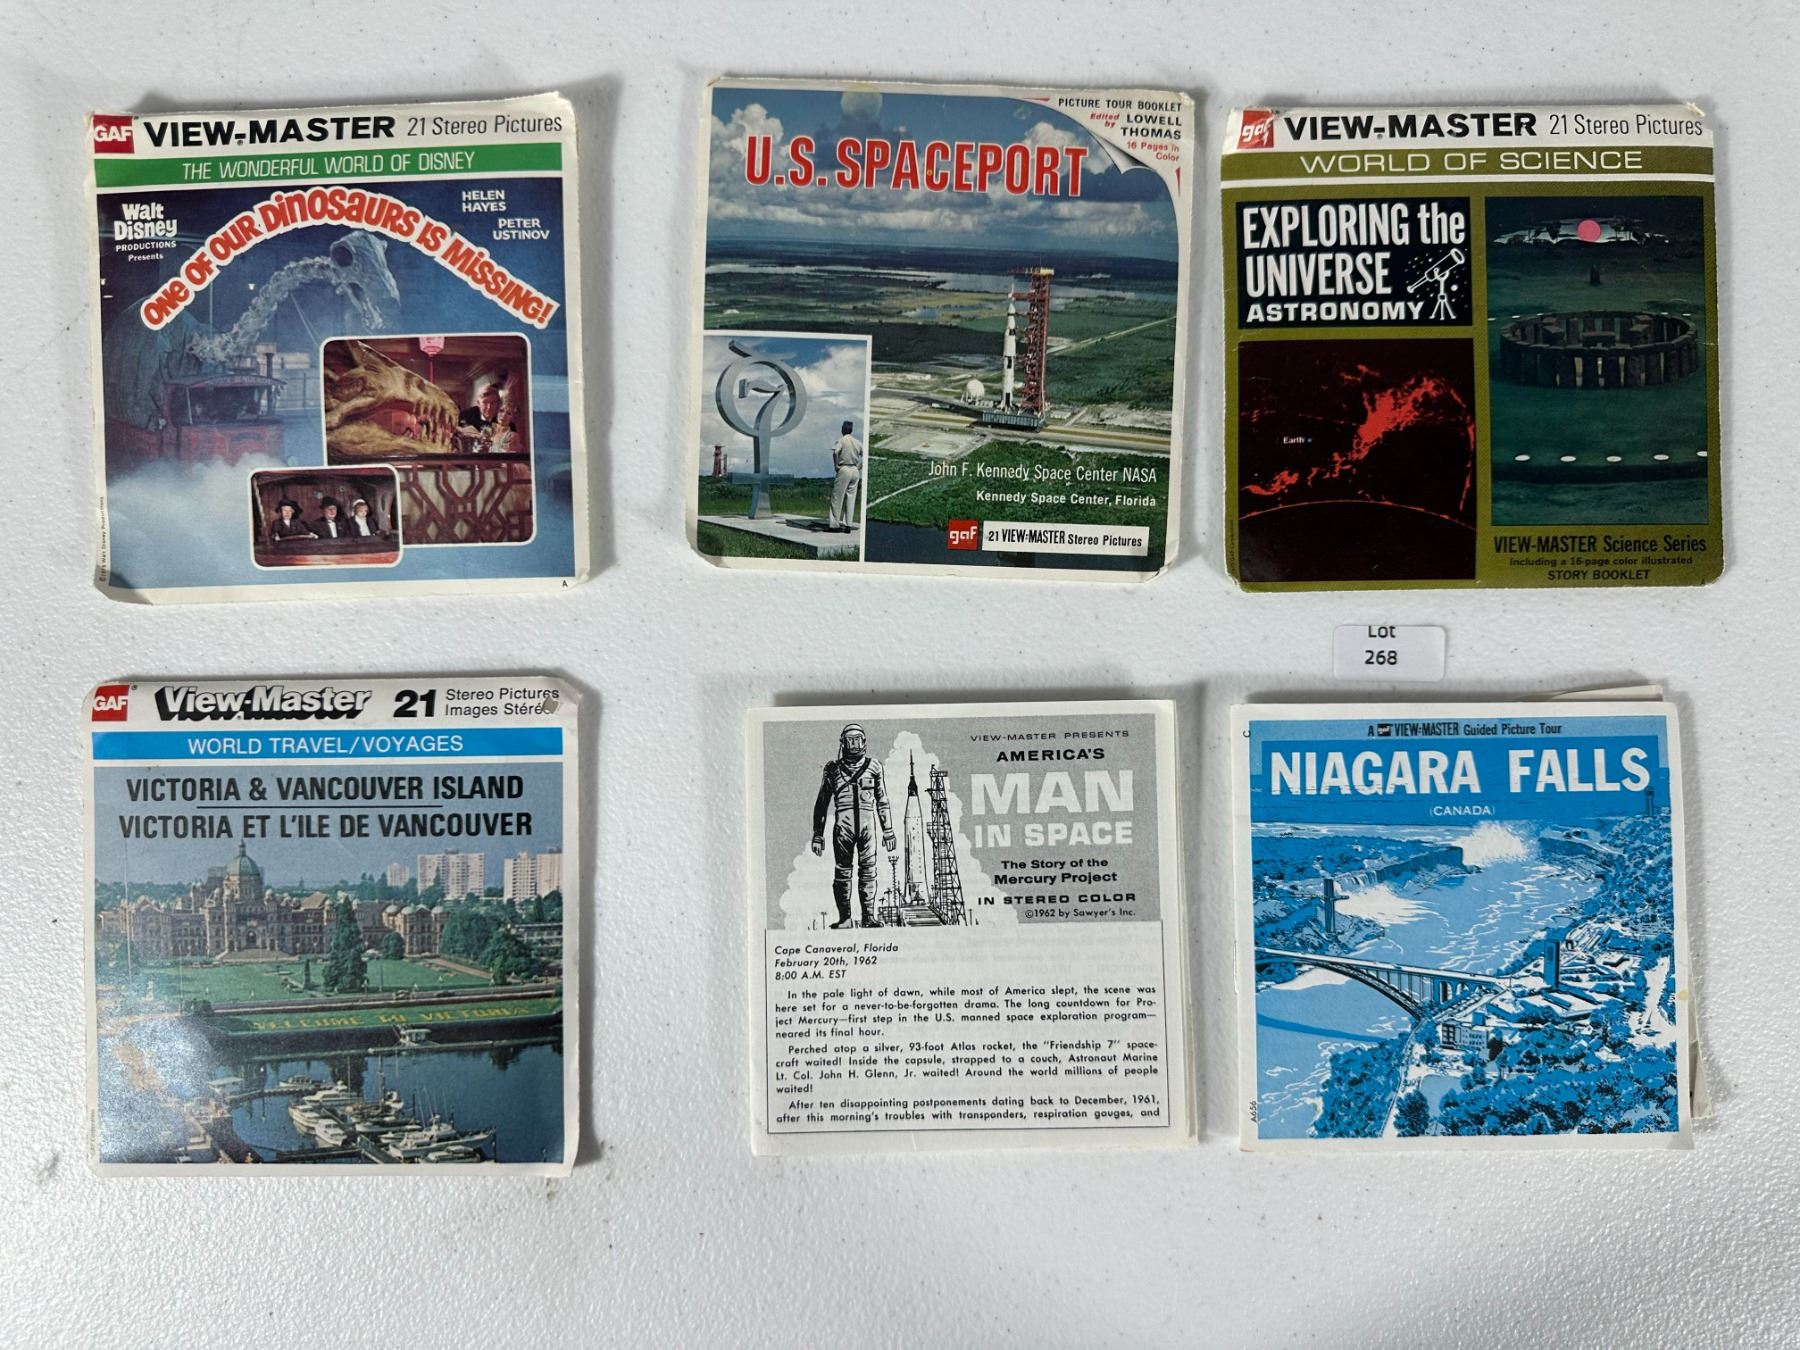 GAF VIEW-MASTER 21 Stereo Pictures
THE WONDERFUL WORLD OF DISNEY
Walt
Disney
PRODUCTIONS
Presents
HELEN
HAYES
PETER
USTINOV
ONE OF OUR DINOSAURS IS MISSING!
A
PICTURE TOUR BOOKLET
Edited
by
LOWELL
THOMAS
16 Pages in
Color
U.S. SPACEPORT
7
John F. Kennedy Space Center NASA
Kennedy Space Center, Florida
gaf 21 VIEW-MASTER Stereo Pictures
gaf VIEW-MASTER 21 Stereo Pictures
WORLD OF SCIENCE
EXPLORING the
UNIVERSE
ASTRONOMY
Earth
VIEW-MASTER Science Series
Including a 16-page color illustrated
STORY BOOKLET
Lot
268
GAF View-Master 21 Stereo Pictures
Images Stéréo
WORLD TRAVEL/VOYAGES
VICTORIA & VANCOUVER ISLAND
VICTORIA ET L'ILE DE VANCOUVER
WELCOME TO VICTORIA
VIEW-MASTER PRESENTS
AMERICA'S
MAN
IN SPACE
The Story of the
Mercury Project
IN STEREO COLOR
©1962 by Sawyer's Inc.
Cape Canaveral, Florida
February 20th, 1962
8:00 A.M. EST
In the pale light of dawn, while most of America slept, the scene was
here set for a never-to-be-forgotten drama. The long countdown for Pro-
ject Mercury—first step in the U.S. manned space exploration program—
neared its final hour.
Perched atop a silver, 93-foot Atlas rocket, the "Friendship 7" space-
craft waited! Inside the capsule, strapped to a couch, Astronaut Marine
Lt. Col. John H. Glenn, Jr. waited! Around the world millions of people
waited!
After ten disappointing postponements dating back to December, 1961,
after this morning's troubles with transponders, respiration gauges, and
C
A gaf VIEW-MASTER Guided Picture Tour
NIAGARA FALLS
(CANADA)
A656